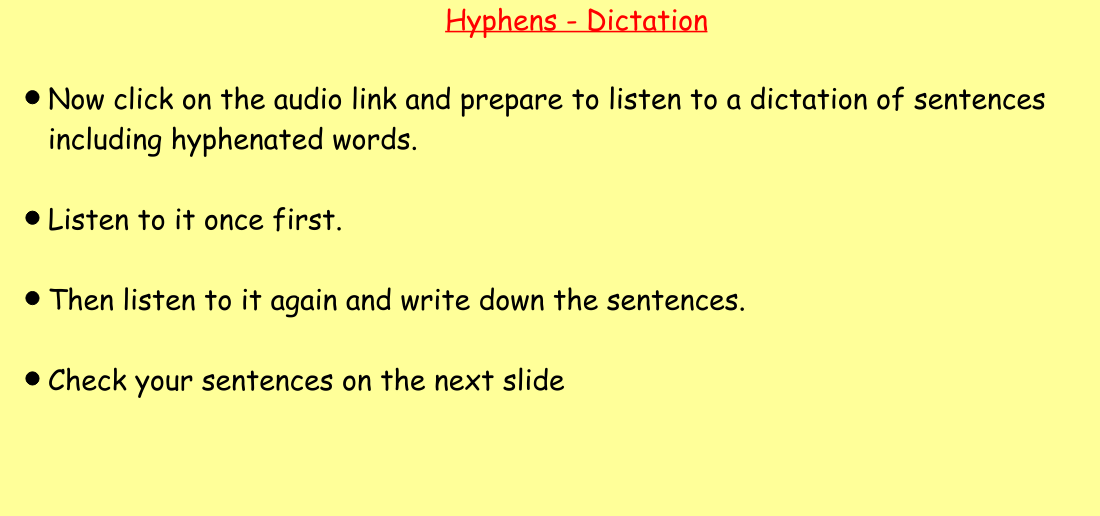 Hyphens - Dictation
• Now click on the audio link and prepare to listen to a dictation of sentences
including hyphenated words.
• Listen to it once first.
• Then listen to it again and write down the sentences.
• Check your sentences on the next slide